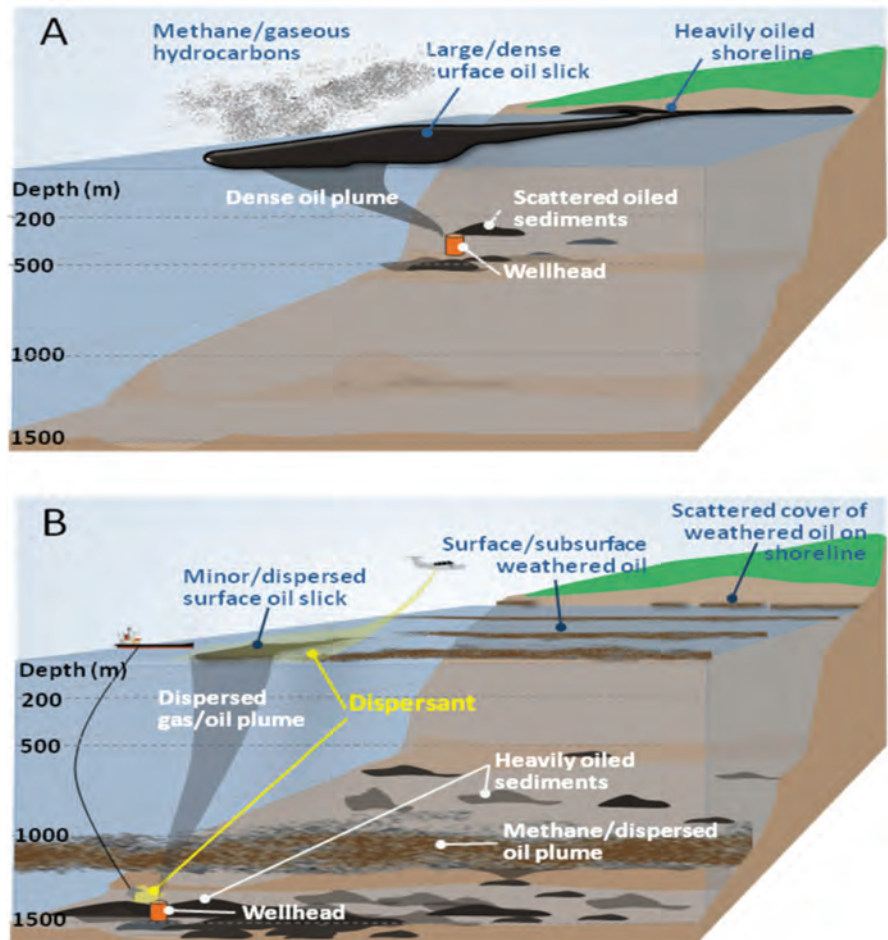 A
Methane/gaseous
hydrocarbons
Large/dense
surface oil slick
Heavily oiled
shoreline
Depth (m)
Dense oil plume
Scattered oiled
sediments
200
Wellhead
500
1000
1500
B
Scattered cover of
weathered oil on
shoreline
Surface/subsurface
weathered oil
Minor/dispersed
surface oil slick
Depth (m)
200
Dispersed
gas/oil plume
Dispersant
500
Heavily oiled
sediments
1000
Methane/dispersed
oil plume
Wellhead
1500